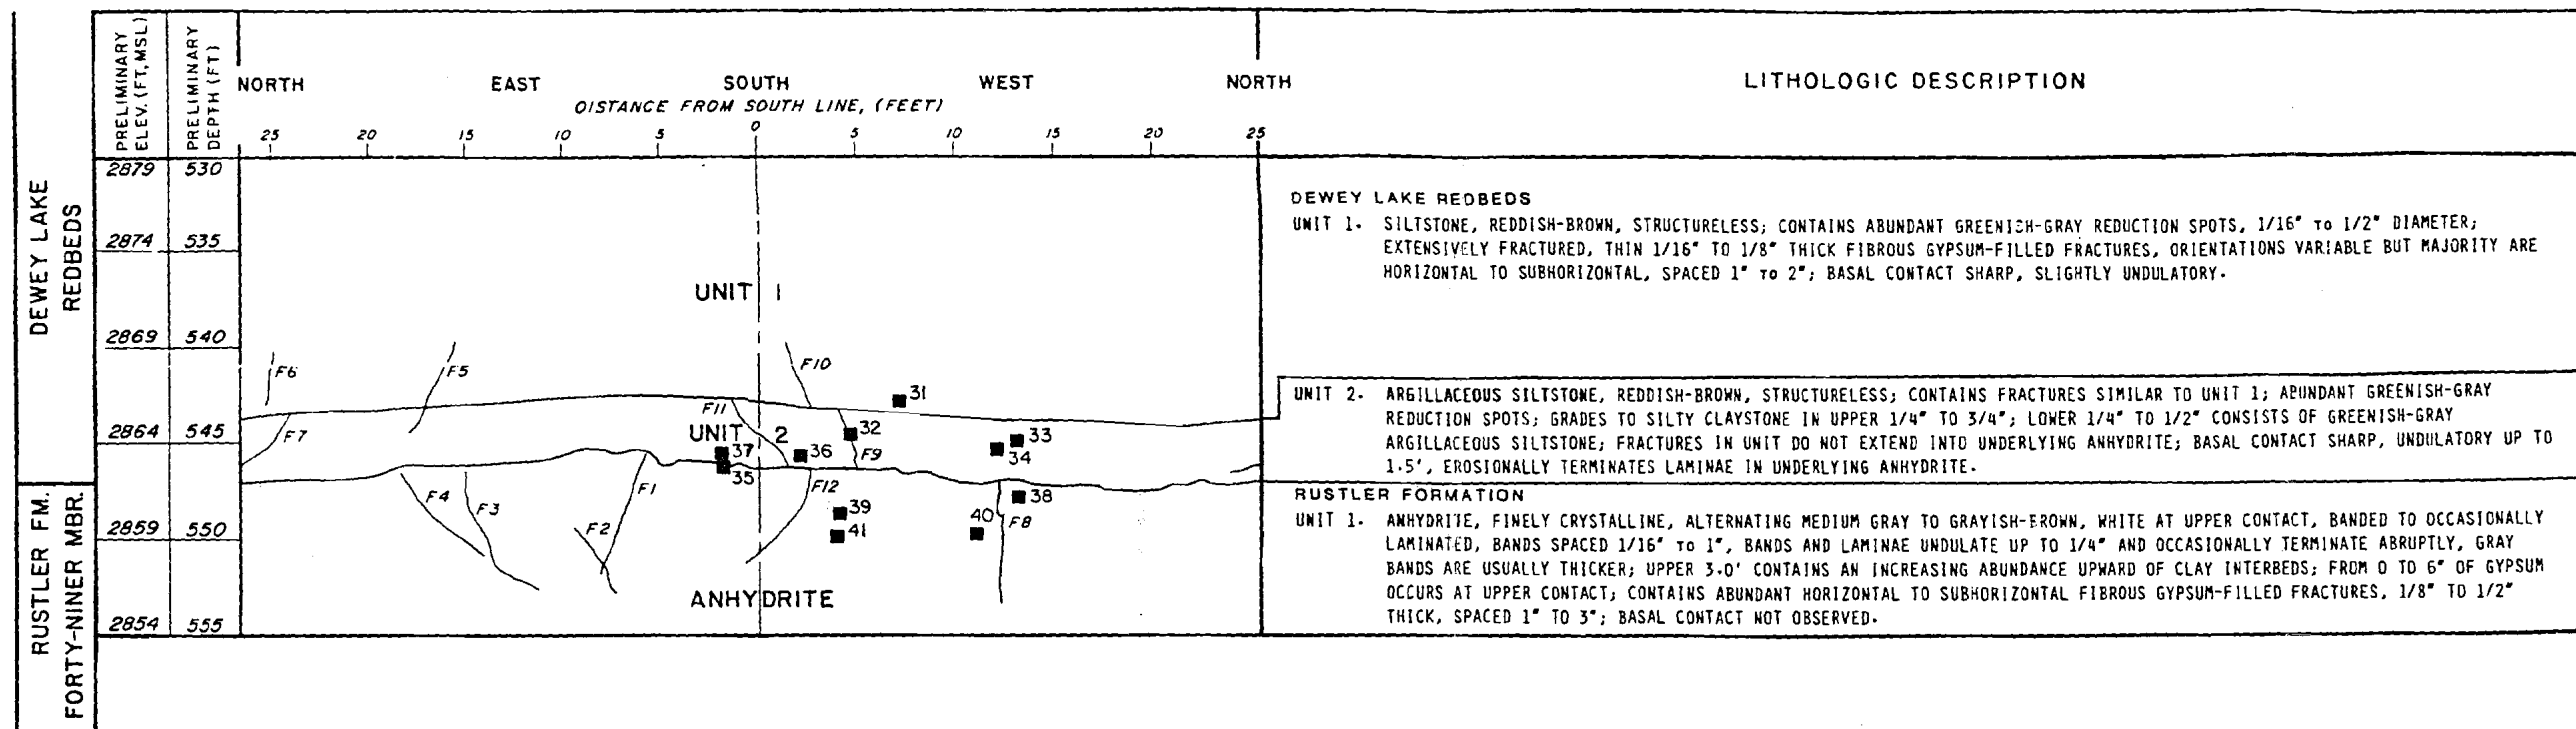 PRELIMINARY
ELEV. (FT, MSL)
PRELIMINARY
DEPTH (FT)
NORTH EAST SOUTH WEST NORTH
DISTANCE FROM SOUTH LINE, (FEET)
25 20 15 10 5 0 5 10 15 20 25
LITHOLOGIC DESCRIPTION
DEWEY LAKE
REDBEDS
RUSTLER FM.
FORTY-NINER MBR.
2879 530
2874 535
2869 540
2864 545
2859 550
2854 555
UNIT 1
F6 F5 F10
31
F11
F7 UNIT 2 32 33
37 36 F9 34
35
F4 F3 F1 F12 38
F2 39 40 F8
41
ANHYDRITE
DEWEY LAKE REDBEDS
UNIT 1. SILTSTONE, REDDISH-BROWN, STRUCTURELESS; CONTAINS ABUNDANT GREENISH-GRAY REDUCTION SPOTS, 1/16" TO 1/2" DIAMETER;
EXTENSIVELY FRACTURED, THIN 1/16" TO 1/8" THICK FIBROUS GYPSUM-FILLED FRACTURES, ORIENTATIONS VARIABLE BUT MAJORITY ARE
HORIZONTAL TO SUBHORIZONTAL, SPACED 1" TO 2"; BASAL CONTACT SHARP, SLIGHTLY UNDULATORY.
UNIT 2. ARGILLACEOUS SILTSTONE, REDDISH-BROWN, STRUCTURELESS; CONTAINS FRACTURES SIMILAR TO UNIT 1; ABUNDANT GREENISH-GRAY
REDUCTION SPOTS; GRADES TO SILTY CLAYSTONE IN UPPER 1/4" TO 3/4"; LOWER 1/4" TO 1/2" CONSISTS OF GREENISH-GRAY
ARGILLACEOUS SILTSTONE; FRACTURES IN UNIT DO NOT EXTEND INTO UNDERLYING ANHYDRITE; BASAL CONTACT SHARP, UNDULATORY UP TO
1.5', EROSIONALLY TERMINATES LAMINAE IN UNDERLYING ANHYDRITE.
RUSTLER FORMATION
UNIT 1. ANHYDRITE, FINELY CRYSTALLINE, ALTERNATING MEDIUM GRAY TO GRAYISH-BROWN, WHITE AT UPPER CONTACT, BANDED TO OCCASIONALLY
LAMINATED, BANDS SPACED 1/16" TO 1", BANDS AND LAMINAE UNDULATE UP TO 1/4" AND OCCASIONALLY TERMINATE ABRUPTLY, GRAY
BANDS ARE USUALLY THICKER; UPPER 3.0' CONTAINS AN INCREASING ABUNDANCE UPWARD OF CLAY INTERBEDS; FROM 0 TO 6" OF GYPSUM
OCCURS AT UPPER CONTACT; CONTAINS ABUNDANT HORIZONTAL TO SUBHORIZONTAL FIBROUS GYPSUM-FILLED FRACTURES, 1/8" TO 1/2"
THICK, SPACED 1" TO 3"; BASAL CONTACT NOT OBSERVED.